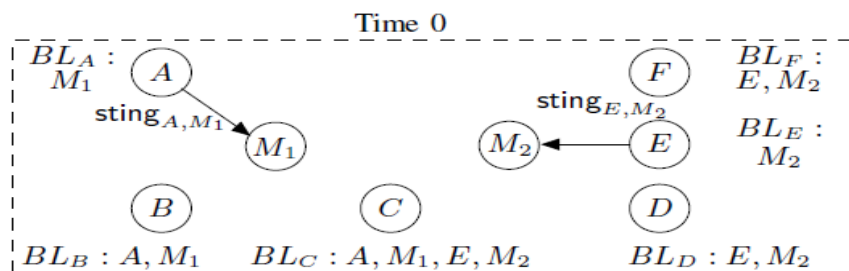 Time 0
BL_A :
M_1
A
F
BL_F :
E, M_2
sting_{A,M_1}
sting_{E,M_2}
M_1
M_2
E
BL_E :
M_2
B
C
D
BL_B : A, M_1
BL_C : A, M_1, E, M_2
BL_D : E, M_2